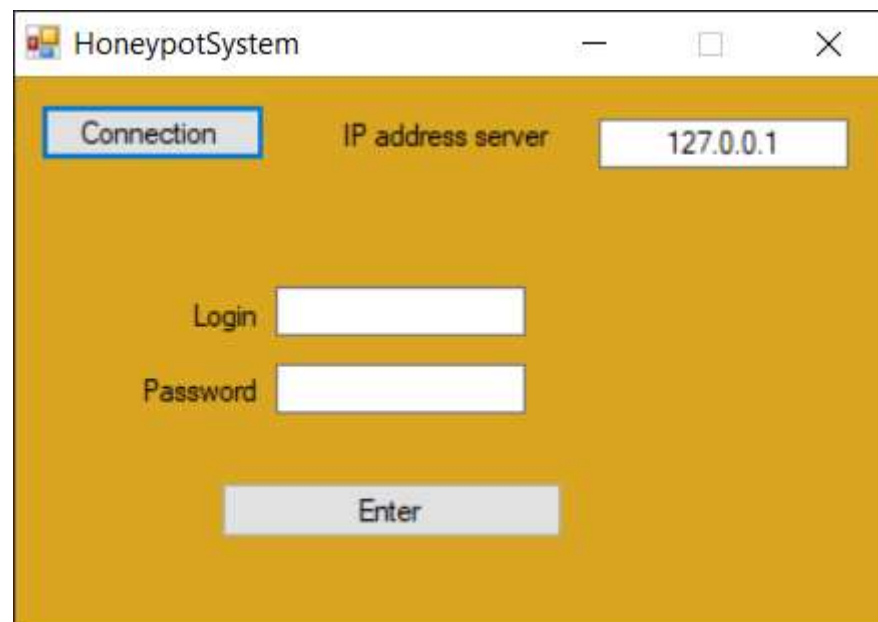 HoneypotSystem
Connection IP address server 127.0.0.1
Login
Password
Enter